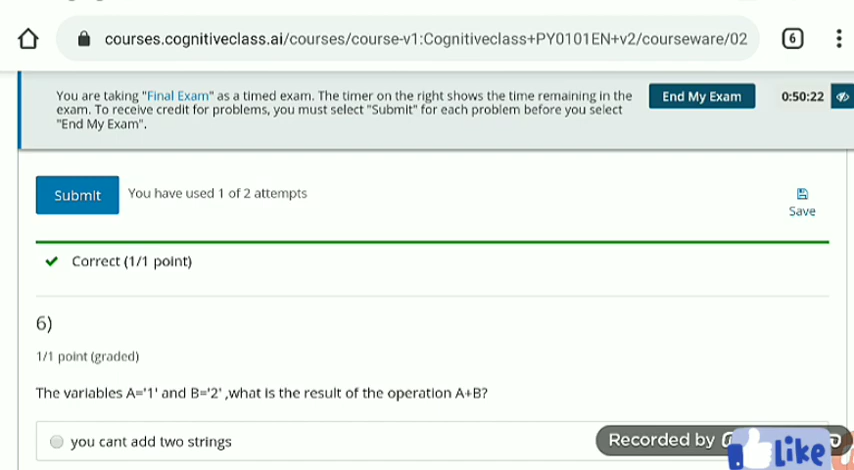 courses.cognitiveclass.ai/courses/course-v1:Cognitiveclass+PY0101EN+v2/courseware/02
6
You are taking "Final Exam" as a timed exam. The timer on the right shows the time remaining in the
exam. To receive credit for problems, you must select "Submit" for each problem before you select
"End My Exam".
End My Exam
0:50:22
Submit
You have used 1 of 2 attempts
Save
Correct (1/1 point)
6)
1/1 point (graded)
The variables A='1' and B='2' ,what is the result of the operation A+B?
you cant add two strings
Recorded by
like